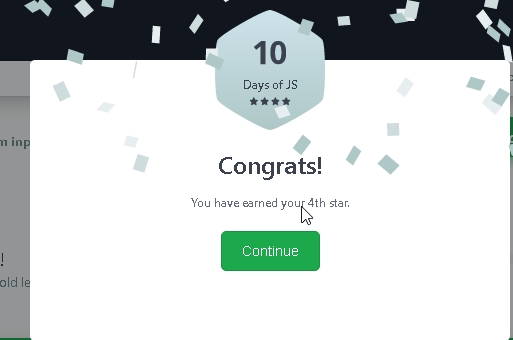 10
Days of JS
★★★★
Congrats!
m inp
You have earned your 4th star.
Continue
!
old le